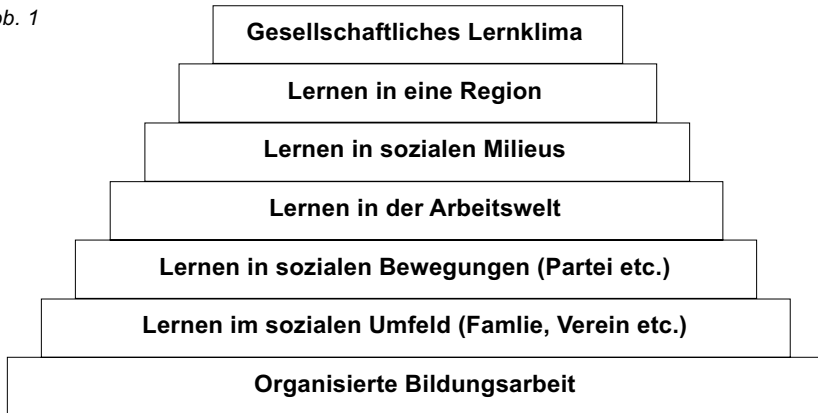 ob. 1
Gesellschaftliches Lernklima
Lernen in eine Region
Lernen in sozialen Milieus
Lernen in der Arbeitswelt
Lernen in sozialen Bewegungen (Partei etc.)
Lernen im sozialen Umfeld (Famlie, Verein etc.)
Organisierte Bildungsarbeit